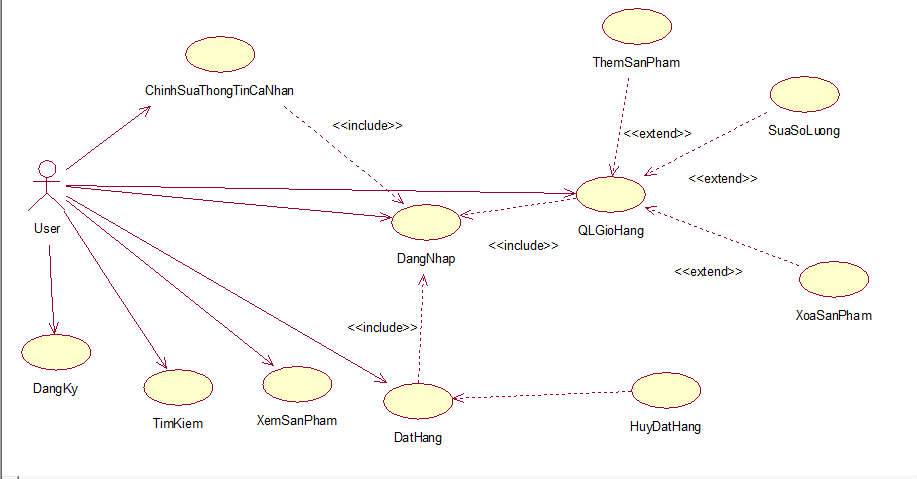 ThemSanPham
ChinhSuaThongTinCaNhan
<<include>>
<<extend>>
SuaSoLuong
<<extend>>
User
QLGioHang
<<include>>
DangNhap
<<extend>>
XoaSanPham
<<include>>
DangKy
TimKiem
XemSanPham
DatHang
HuyDatHang